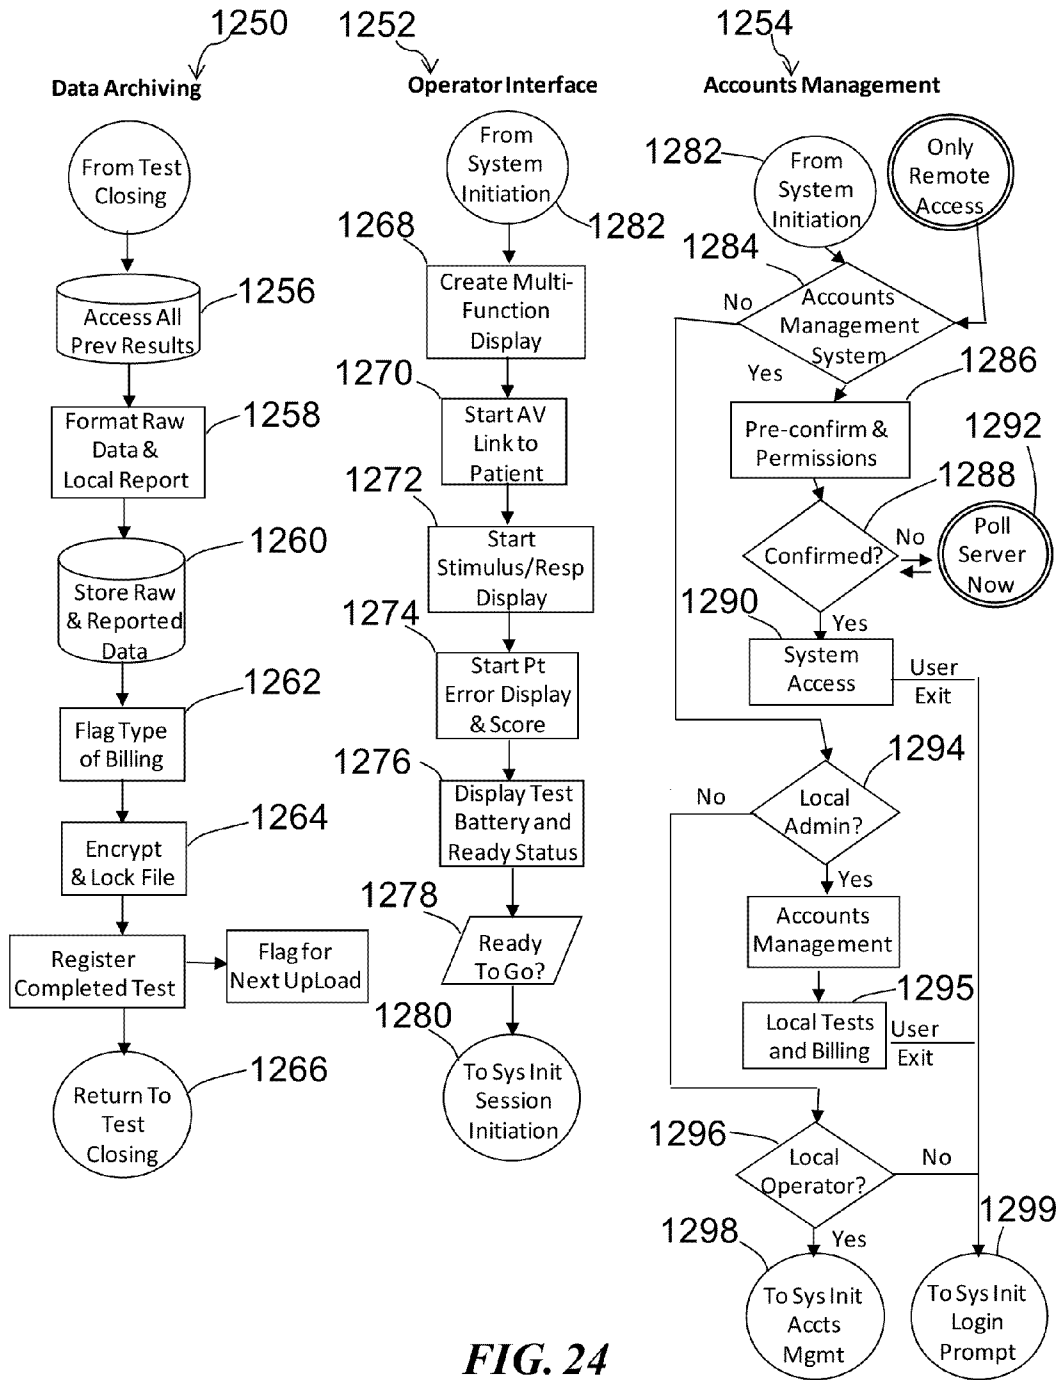 1250
Data Archiving
From Test
Closing
1256
Access All
Prev Results
1258
Format Raw
Data &
Local Report
1260
Store Raw
& Reported
Data
1262
Flag Type
of Billing
1264
Encrypt
& Lock File
Register
Completed Test
Flag for
Next UpLoad
1266
Return To
Test
Closing
1252
Operator Interface
From
System
Initiation
1282
1268
Create Multi-
Function
Display
1270
Start AV
Link to
Patient
1272
Start
Stimulus/Resp
Display
1274
Start Pt
Error Display
& Score
1276
Display Test
Battery and
Ready Status
1278
Ready
To Go?
1280
To Sys Init
Session
Initiation
1254
Accounts Management
1282
From
System
Initiation
Only
Remote
Access
1284
No
Accounts
Management
System
Yes
1286
Pre-confirm &
Permissions
1292
1288
Confirmed?
No
Poll
Server
Now
1290
Yes
System
Access
User
Exit
1294
No
Local
Admin?
Yes
Accounts
Management
1295
Local Tests
and Billing
User
Exit
1296
Local
Operator?
No
1298
Yes
1299
To Sys Init
Accts
Mgmt
To Sys Init
Login
Prompt
FIG. 24